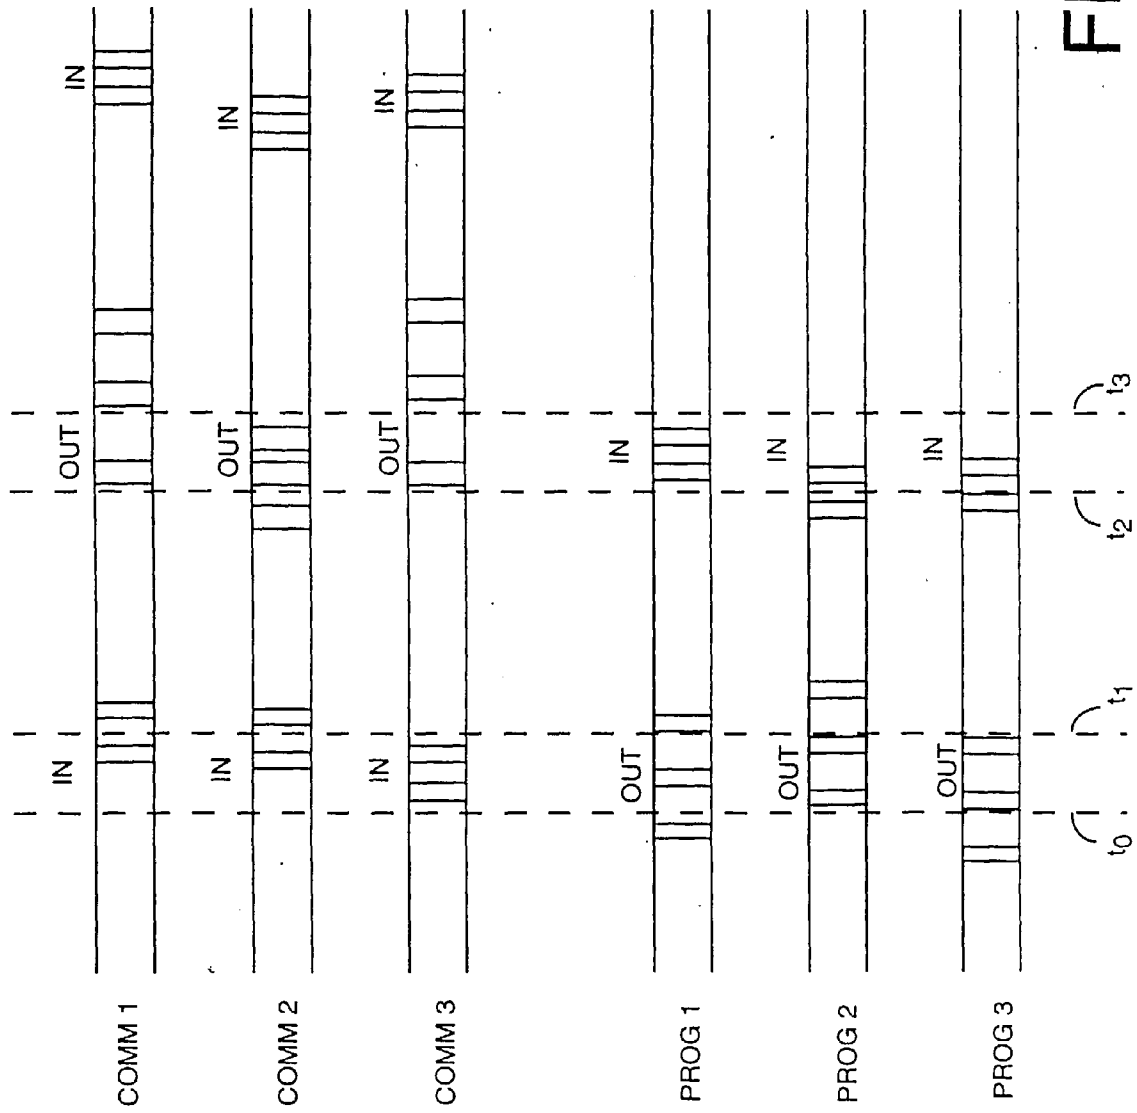 IN OUT IN
COMM 1
IN OUT IN
COMM 2
IN OUT IN
COMM 3
OUT IN
PROG 1
OUT IN
PROG 2
OUT IN
PROG 3
t0 t1 t2 t3